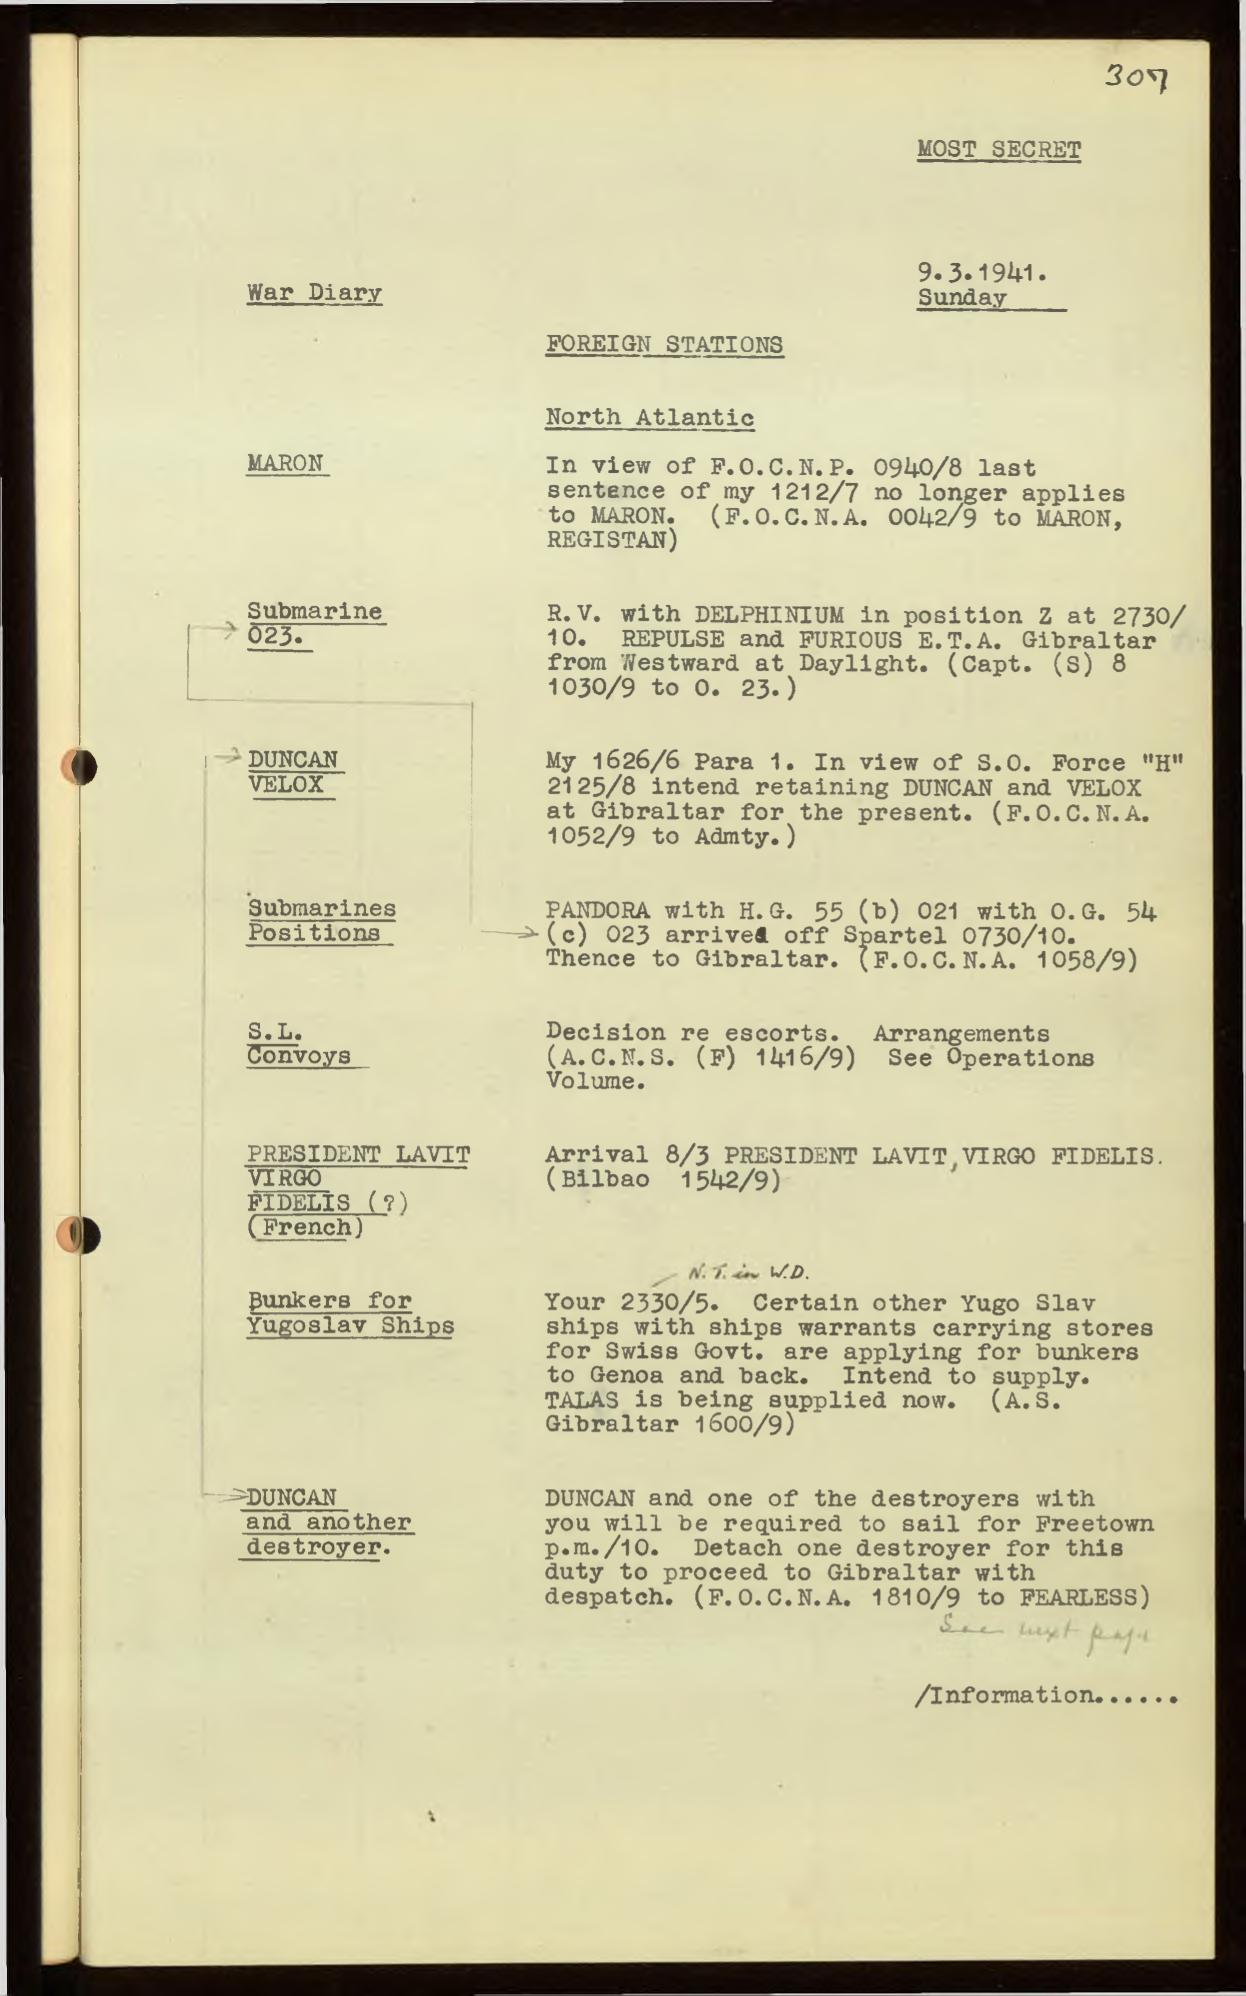 307
MOST SECRET
9.3.1941.
War Diary
Sunday
FOREIGN STATIONS
North Atlantic
MARON
In view of F.O.C.N.P. 0940/8 last
sentence of my 1212/7 no longer applies
to MARON. (F.O.C.N.A. 0042/9 to MARON,
REGISTAN)
Submarine
023.
R.V. with DELPHINIUM in position Z at 2730/
10. REPULSE and FURIOUS E.T.A. Gibraltar
from Westward at Daylight. (Capt. (S) 8
1030/9 to O. 23.)
DUNCAN
VELOX
My 1626/6 Para 1. In view of S.O. Force "H"
2125/8 intend retaining DUNCAN and VELOX
at Gibraltar for the present. (F.O.C.N.A.
1052/9 to Admty.)
Submarines
Positions
PANDORA with H.G. 55 (b) 021 with O.G. 54
(c) 023 arrived off Spartel 0730/10.
Thence to Gibraltar. (F.O.C.N.A. 1058/9)
S.L.
Convoys
Decision re escorts. Arrangements
(A.C.N.S. (F) 1416/9) See Operations
Volume.
PRESIDENT LAVIT
VIRGO
FIDELIS (?)
(French)
Arrival 8/3 PRESIDENT LAVIT,VIRGO FIDELIS.
(Bilbao 1542/9)
N.T. in W.D.
Bunkers for
Yugoslav Ships
Your 2330/5. Certain other Yugo Slav
ships with ships warrants carrying stores
for Swiss Govt. are applying for bunkers
to Genoa and back. Intend to supply.
TALAS is being supplied now. (A.S.
Gibraltar 1600/9)
DUNCAN
and another
destroyer.
DUNCAN and one of the destroyers with
you will be required to sail for Freetown
p.m./10. Detach one destroyer for this
duty to proceed to Gibraltar with
despatch. (F.O.C.N.A. 1810/9 to FEARLESS)
See next page
/Information......